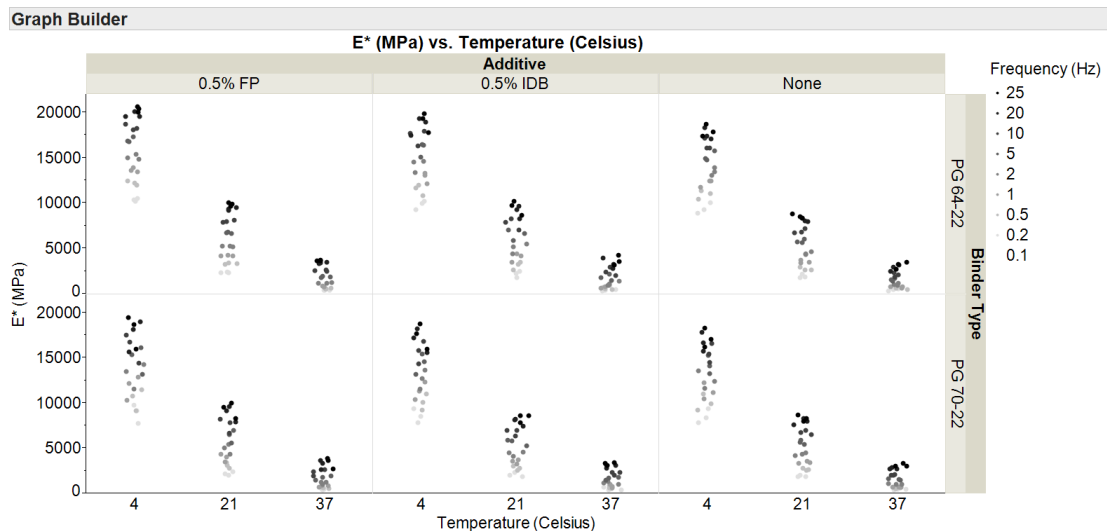 Graph Builder
E* (MPa) vs. Temperature (Celsius)
Additive
0.5% FP 0.5% IDB None
Frequency (Hz)
25
20
10
5
2
1
0.5
0.2
0.1
20000
15000
10000
5000
0
PG 64-22
20000
15000
10000
5000
0
PG 70-22
Binder Type
E* (MPa)
4 21 37 4 21 37 4 21 37
Temperature (Celsius)